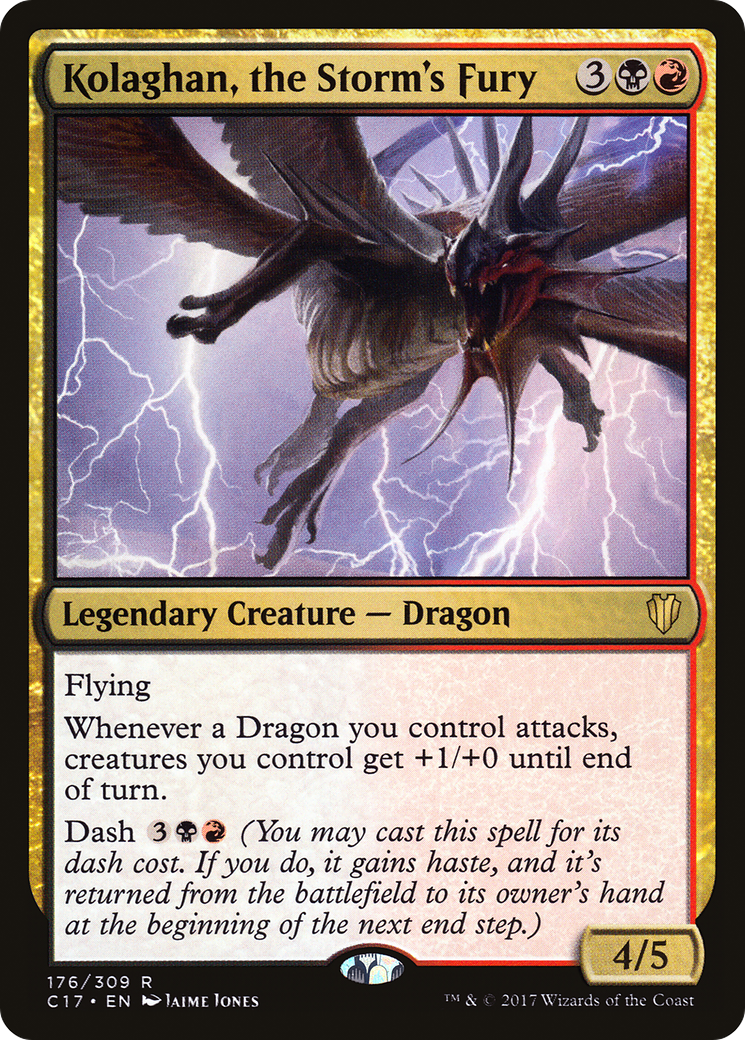 Kolaghan, the Storm's Fury 3
Legendary Creature — Dragon
Flying
Whenever a Dragon you control attacks,
creatures you control get +1/+0 until end
of turn.
Dash 3 (You may cast this spell for its
dash cost. If you do, it gains haste, and it's
returned from the battlefield to its owner's hand
at the beginning of the next end step.)
4/5
176/309 R
C17 • EN Jaime Jones
™ & © 2017 Wizards of the Coast